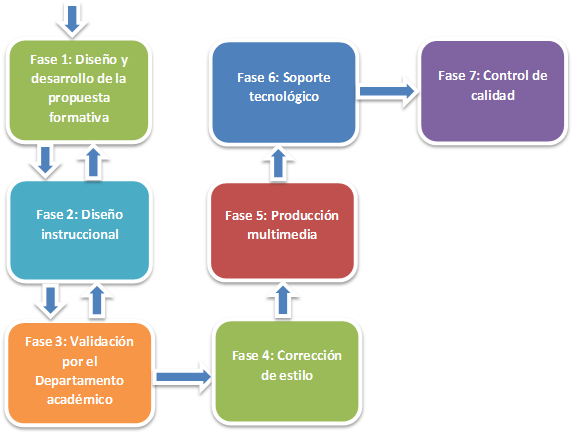 Fase 1: Diseño y
desarrollo de la
propuesta
formativa
Fase 2: Diseño
instruccional
Fase 3: Validación
por el
Departamento
académico
Fase 4: Corrección
de estilo
Fase 5: Producción
multimedia
Fase 6: Soporte
tecnológico
Fase 7: Control de
calidad